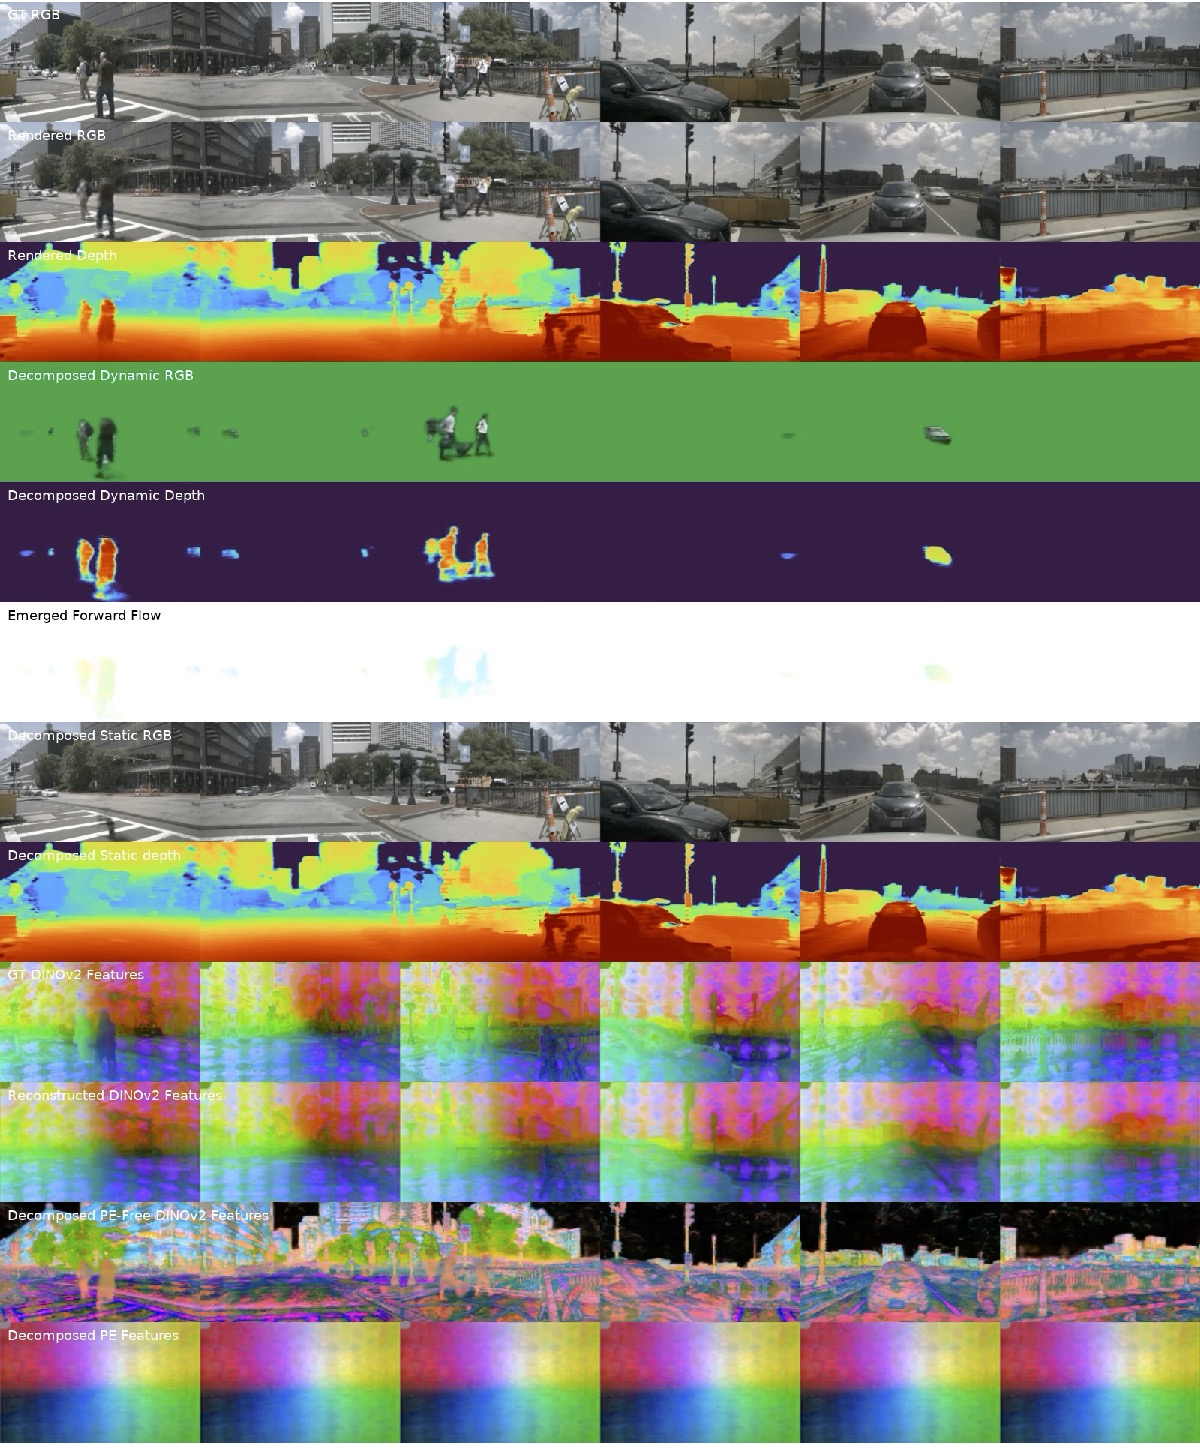 GT RGB
Rendered RGB
Rendered Depth
Decomposed Dynamic RGB
Decomposed Dynamic Depth
Emerged Forward Flow
Decomposed Static RGB
Decomposed Static depth
GT DINOv2 Features
Reconstructed DINOv2 Features
Decomposed PE-Free DINOv2 Features
Decomposed PE Features